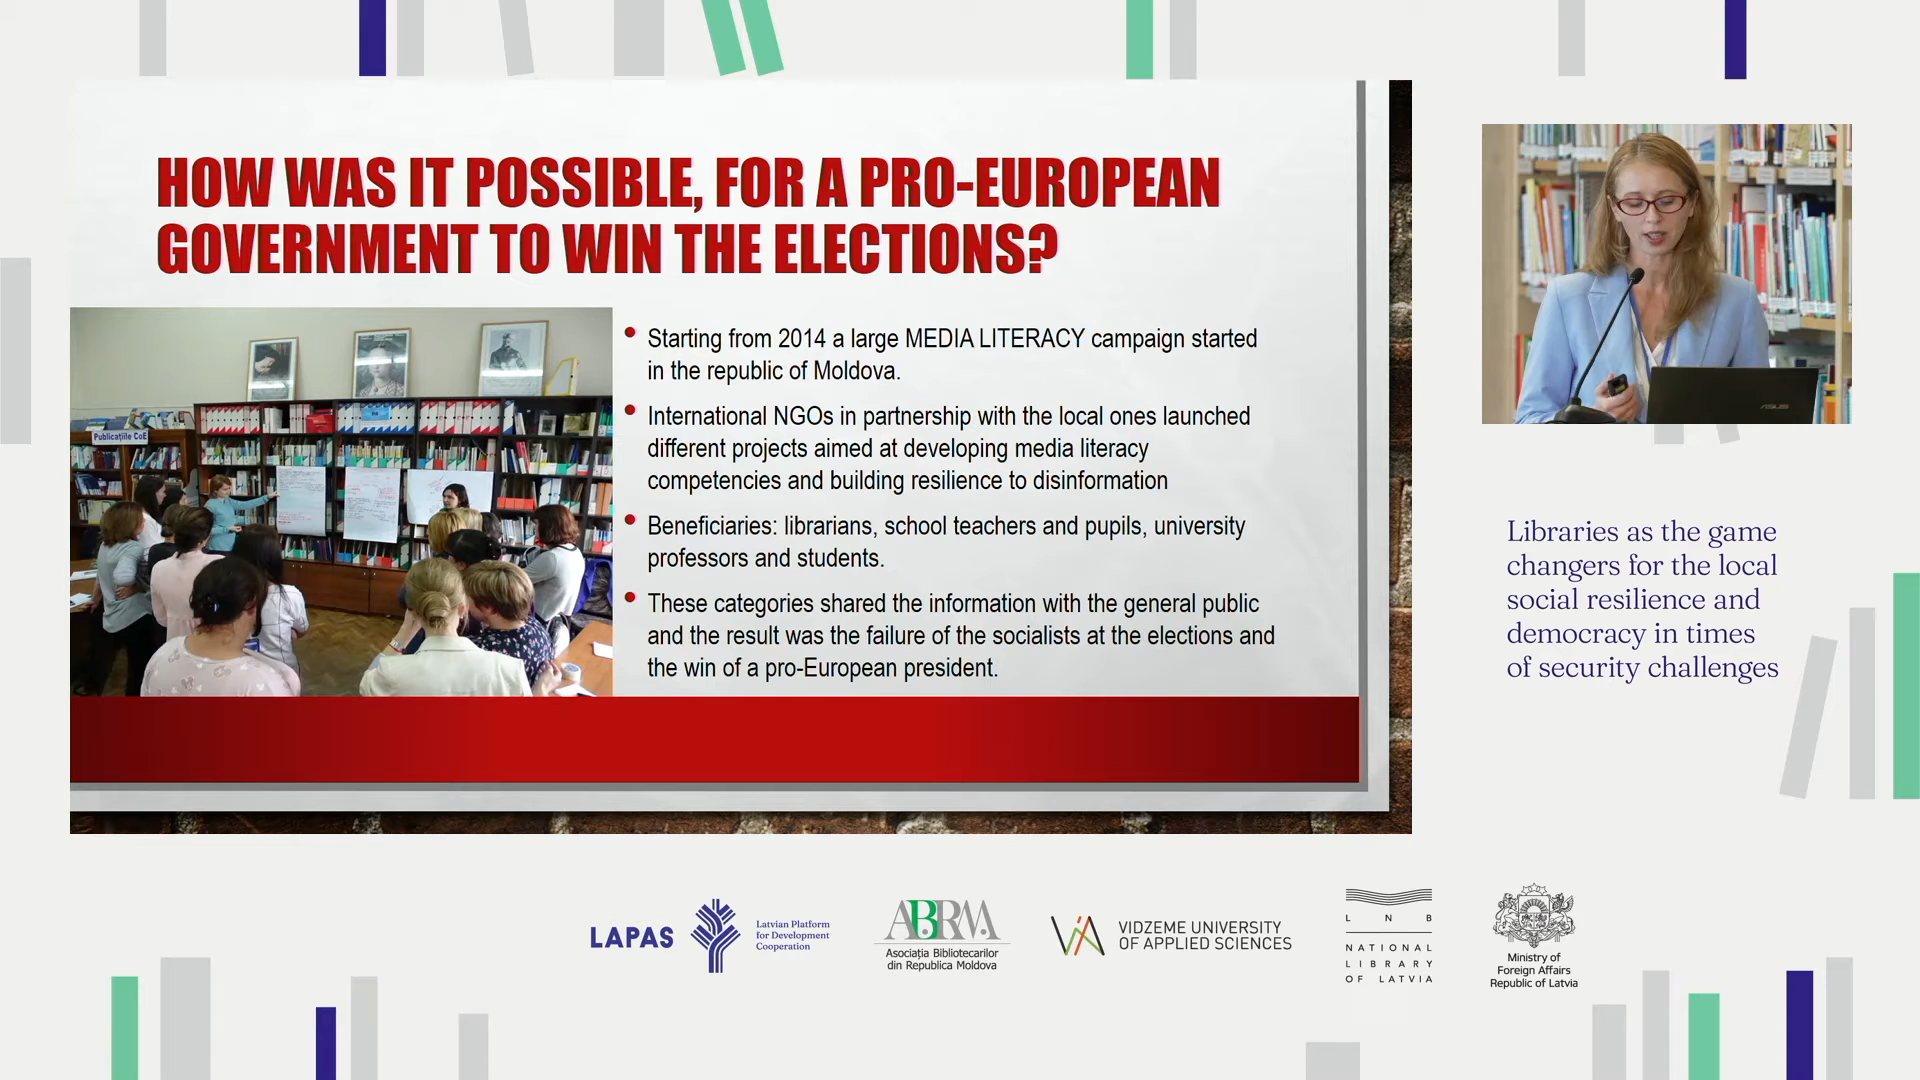 HOW WAS IT POSSIBLE, FOR A PRO-EUROPEAN
GOVERNMENT TO WIN THE ELECTIONS?
Publicațiile CoE
• Starting from 2014 a large MEDIA LITERACY campaign started
in the republic of Moldova.
• International NGOs in partnership with the local ones launched
different projects aimed at developing media literacy
competencies and building resilience to disinformation
• Beneficiaries: librarians, school teachers and pupils, university
professors and students.
• These categories shared the information with the general public
and the result was the failure of the socialists at the elections and
the win of a pro-European president.
ASUS
Libraries as the game
changers for the local
social resilience and
democracy in times
of security challenges
LAPAS
Latvian Platform
for Development
Cooperation
ABRM
Asociația Bibliotecarilor
din Republica Moldova
VIDZEME UNIVERSITY
OF APPLIED SCIENCES
L N B
NATIONAL
LIBRARY
OF LATVIA
Ministry of
Foreign Affairs
Republic of Latvia